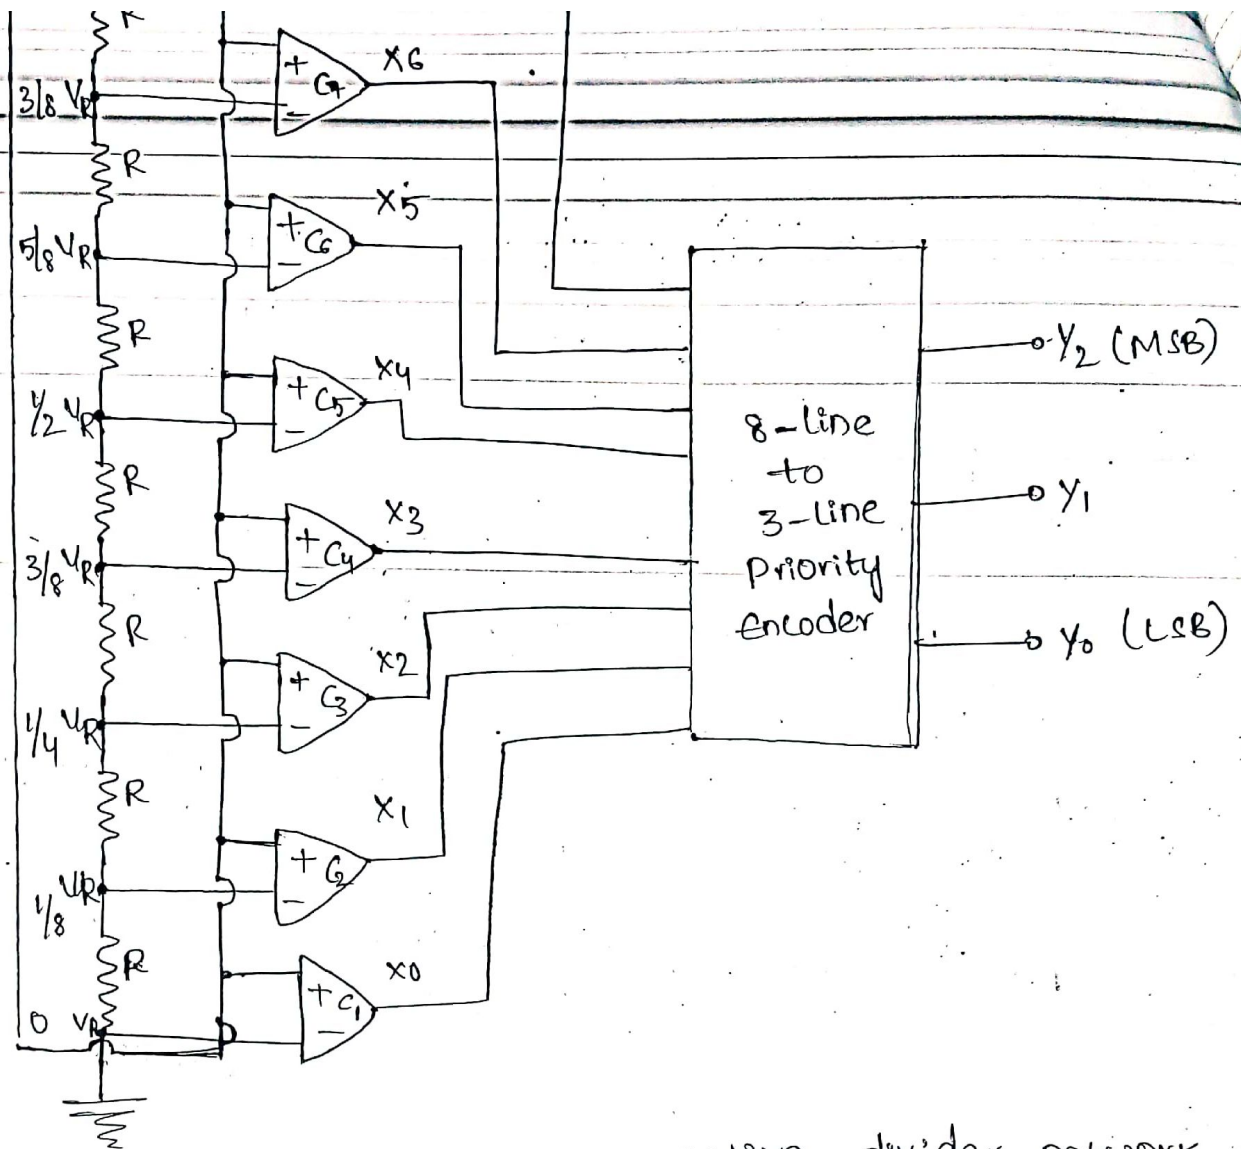 R
+ C7 -
X6
3/8 VR
R
X5
+ C6 -
5/8 VR
R
Y2 (MSB)
X4
+ C5 -
1/2 VR
8-Line
to
3-Line
Priority
Encoder
R
Y1
X3
+ C4 -
3/8 VR
R
Y0 (LSB)
X2
+ C3 -
1/4 VR
R
X1
+ C2 -
1/8 VR
R
X0
+ C1 -
0 VR
divider